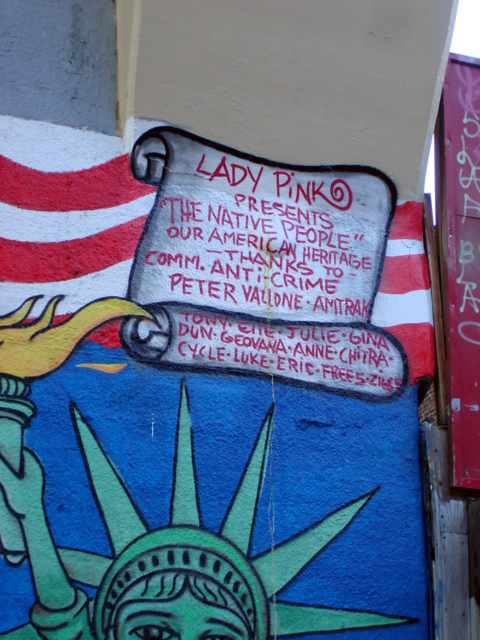 LADY PINK
PRESENTS
"THE NATIVE PEOPLE"
OUR AMERICAN HERITAGE
THANKS TO
COMM. ANTI-CRIME
PETER VALLONE · AMTRAK
TONY · JULIE · GINA
DUN · GEOVANA · ANNE · CHITRA
CYCLE · LUKE · ERIC · FREE5 ·